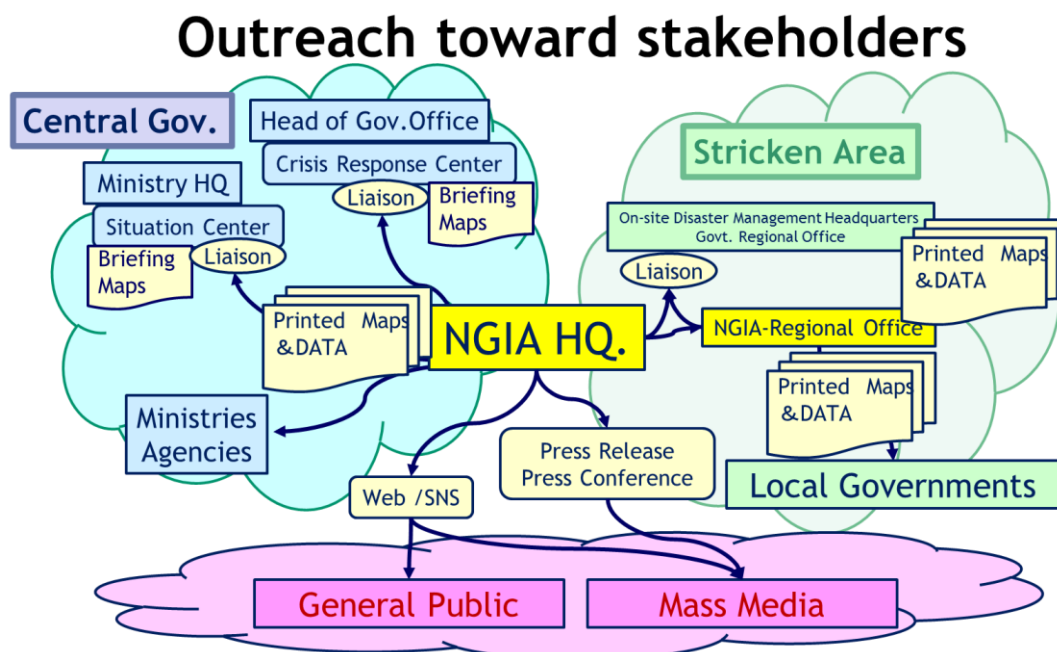 Outreach toward stakeholders
Central Gov.
Head of Gov.Office
Crisis Response Center
Liaison
Briefing
Maps
Ministry HQ
Situation Center
Liaison
Briefing
Maps
Printed Maps
&DATA
NGIA HQ.
Ministries
Agencies
Stricken Area
On-site Disaster Management Headquarters
Govt. Regional Office
Printed Maps
&DATA
Liaison
NGIA-Regional Office
Printed Maps
&DATA
Local Governments
Press Release
Press Conference
Web /SNS
General Public
Mass Media